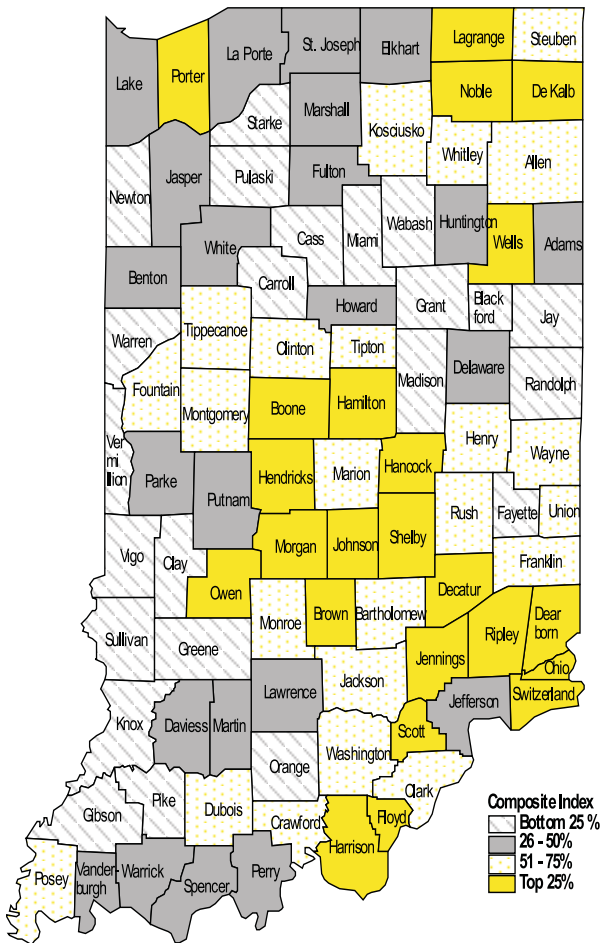 La Porte
St. Joseph
Elkhart
Lagrange
Steuben
Lake
Porter
Noble
De Kalb
Starke
Marshall
Kosciusko
Whitley
Allen
Newton
Jasper
Pulaski
Fulton
Wabash
Huntington
Wells
Adams
White
Cass
Miami
Benton
Carroll
Howard
Grant
Black
ford
Jay
Warren
Tippecanoe
Clinton
Tipton
Madison
Delaware
Randolph
Fountain
Montgomery
Boone
Hamilton
Henry
Wayne
Ver
mi
llion
Parke
Putnam
Hendricks
Marion
Hancock
Rush
Fayette
Union
Vigo
Clay
Morgan
Johnson
Shelby
Franklin
Owen
Monroe
Brown
Bartholomew
Decatur
Dear
born
Sullivan
Greene
Jennings
Ripley
Ohio
Switzerland
Knox
Daviess
Martin
Lawrence
Jackson
Jefferson
Scott
Washington
Orange
Clark
Gibson
Pike
Dubois
Crawford
Harrison
Floyd
Posey
Vander-
burgh
Warrick
Spencer
Perry
Composite Index
Bottom 25 %
26 - 50%
51 - 75%
Top 25%